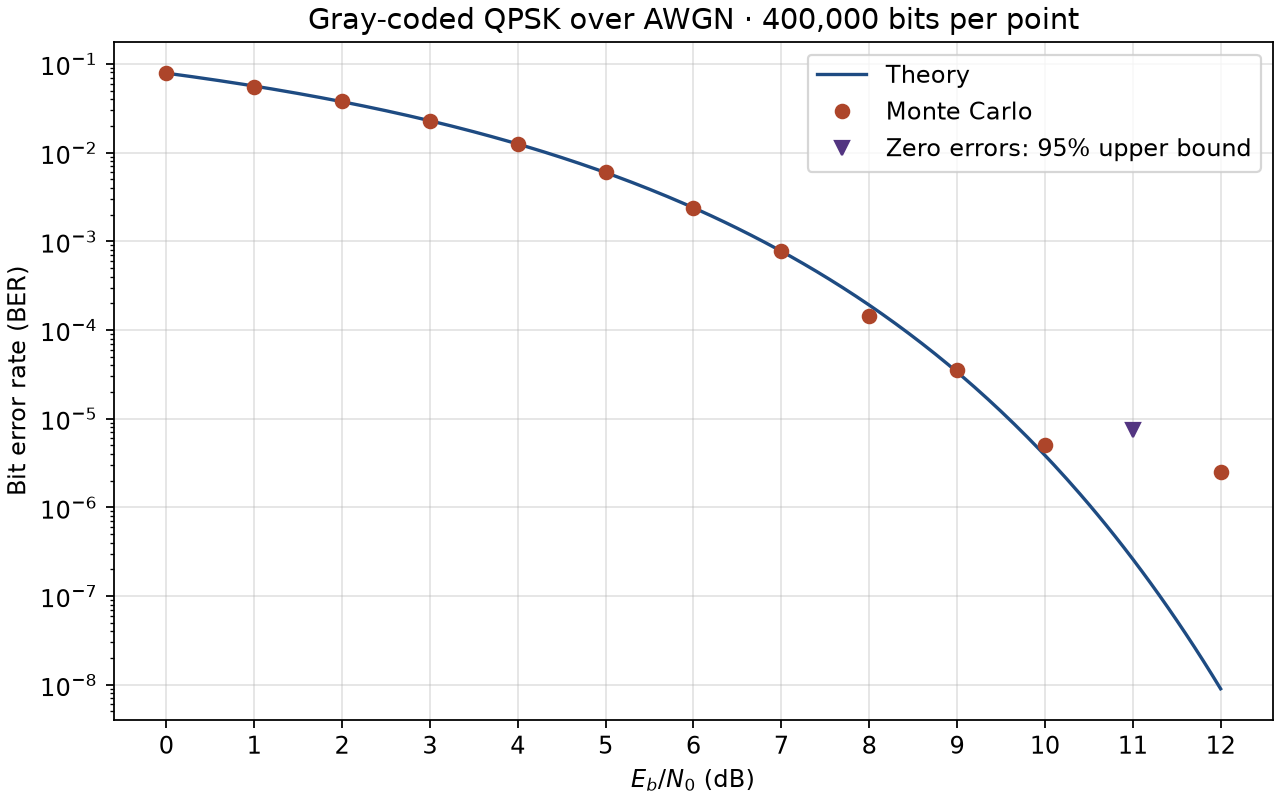 Gray-coded QPSK over AWGN · 400,000 bits per point
Theory
Monte Carlo
Zero errors: 95% upper bound
Bit error rate (BER)
10⁻¹
10⁻²
10⁻³
10⁻⁴
10⁻⁵
10⁻⁶
10⁻⁷
10⁻⁸
0 1 2 3 4 5 6 7 8 9 10 11 12
E_b/N_0 (dB)